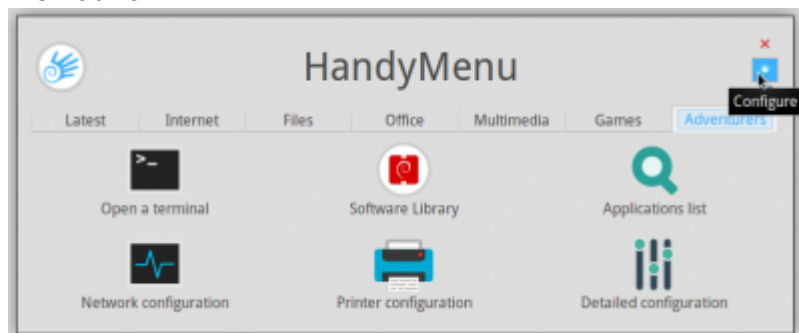 HandyMenu
Configure
Latest Internet Files Office Multimedia Games Adventurers
>_
Open a terminal Software Library Applications list
Network configuration Printer configuration Detailed configuration